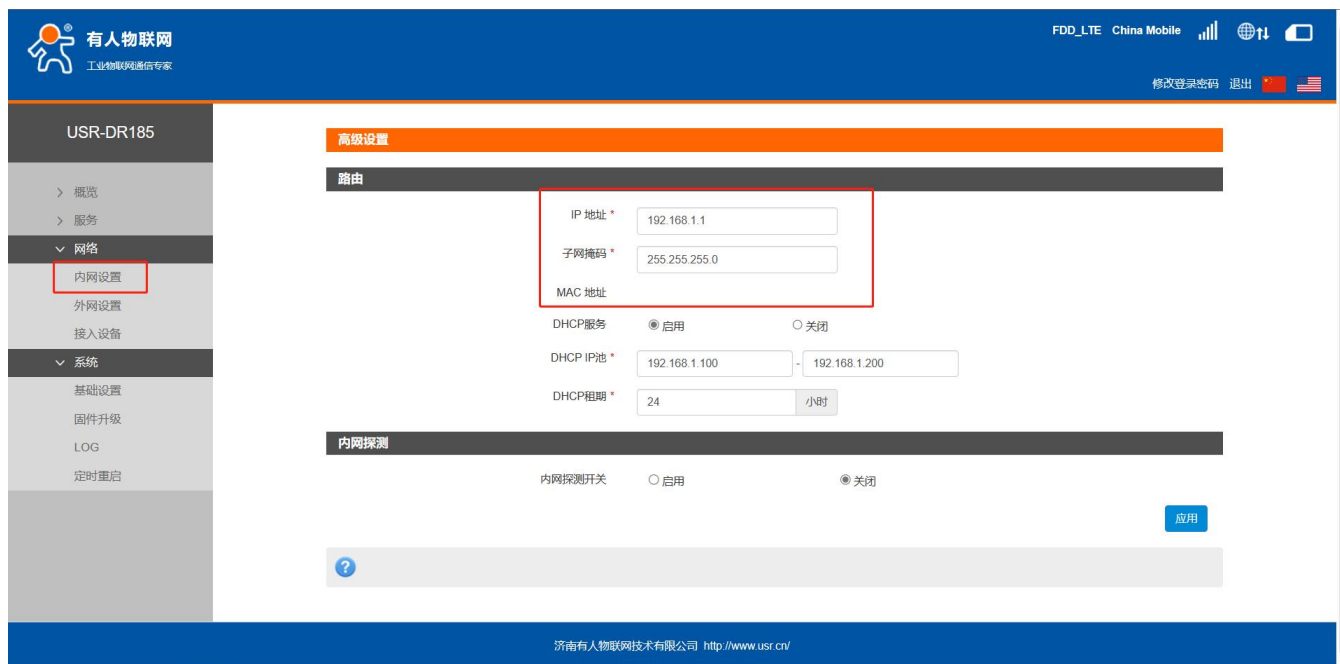 有人物联网
工业物联网通信专家
FDD_LTE China Mobile
修改登录密码 退出
USR-DR185
概览
服务
网络
内网设置
外网设置
接入设备
系统
基础设置
固件升级
LOG
定时重启
高级设置
路由
IP 地址 * 192.168.1.1
子网掩码 * 255.255.255.0
MAC 地址
DHCP服务 启用 关闭
DHCP IP池 * 192.168.1.100 - 192.168.1.200
DHCP租期 * 24 小时
内网探测
内网探测开关 启用 关闭
应用
济南有人物联网技术有限公司 http://www.usr.cn/